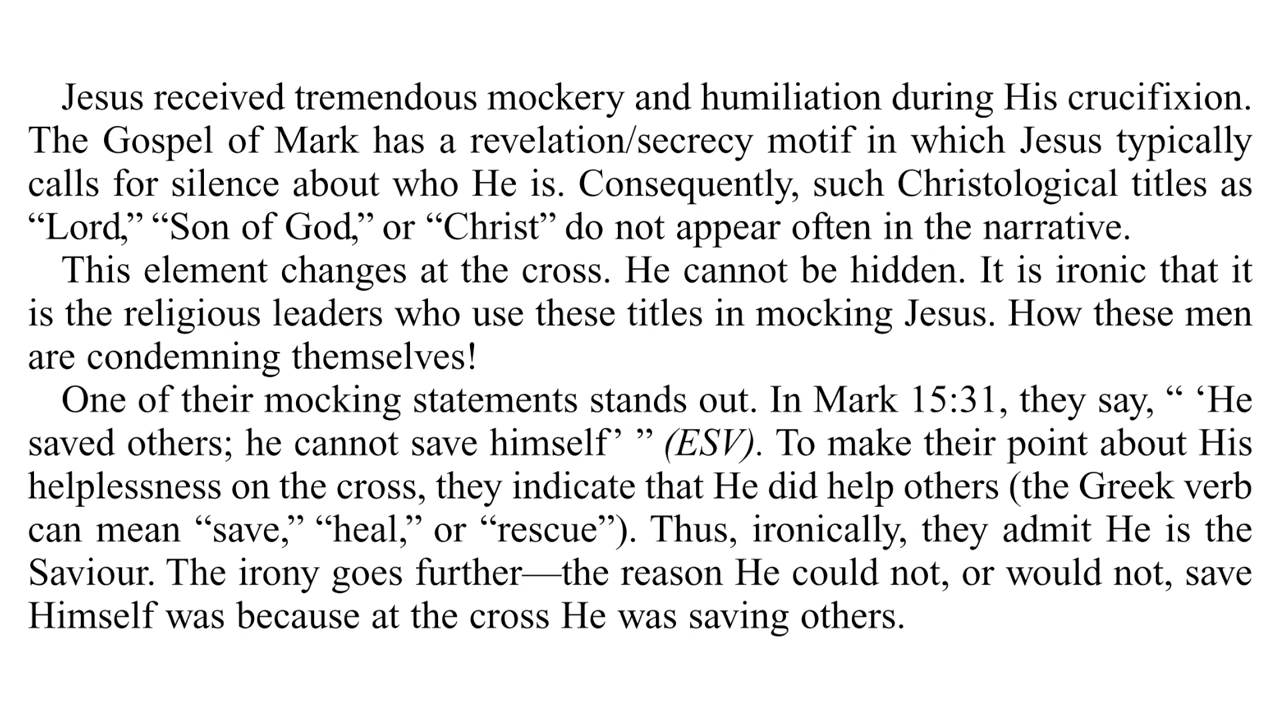 Jesus received tremendous mockery and humiliation during His crucifixion.
The Gospel of Mark has a revelation/secrecy motif in which Jesus typically
calls for silence about who He is. Consequently, such Christological titles as
“Lord,” “Son of God,” or “Christ” do not appear often in the narrative.
This element changes at the cross. He cannot be hidden. It is ironic that it
is the religious leaders who use these titles in mocking Jesus. How these men
are condemning themselves!
One of their mocking statements stands out. In Mark 15:31, they say, “ ‘He
saved others; he cannot save himself’ ” (ESV). To make their point about His
helplessness on the cross, they indicate that He did help others (the Greek verb
can mean “save,” “heal,” or “rescue”). Thus, ironically, they admit He is the
Saviour. The irony goes further—the reason He could not, or would not, save
Himself was because at the cross He was saving others.